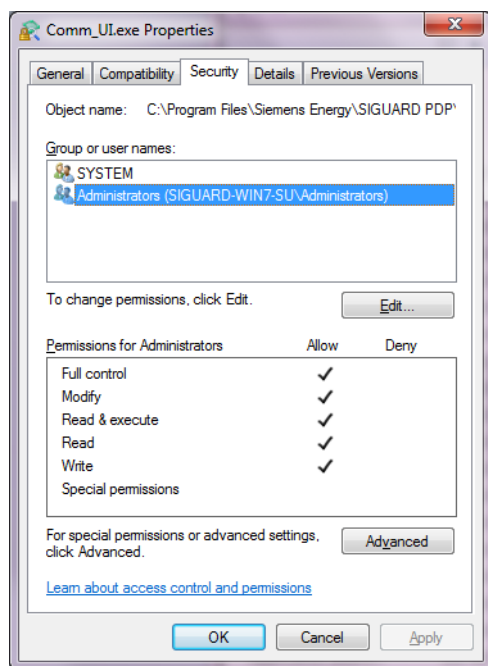 Comm_UI.exe Properties
General Compatibility Security Details Previous Versions
Object name: C:\Program Files\Siemens Energy\SIGUARD PDP\
Group or user names:
SYSTEM
Administrators (SIGUARD-WIN7-SU\Administrators)
To change permissions, click Edit.
Edit...
Permissions for Administrators Allow Deny
Full control
Modify
Read & execute
Read
Write
Special permissions
For special permissions or advanced settings,
click Advanced.
Advanced
Learn about access control and permissions
OK Cancel Apply